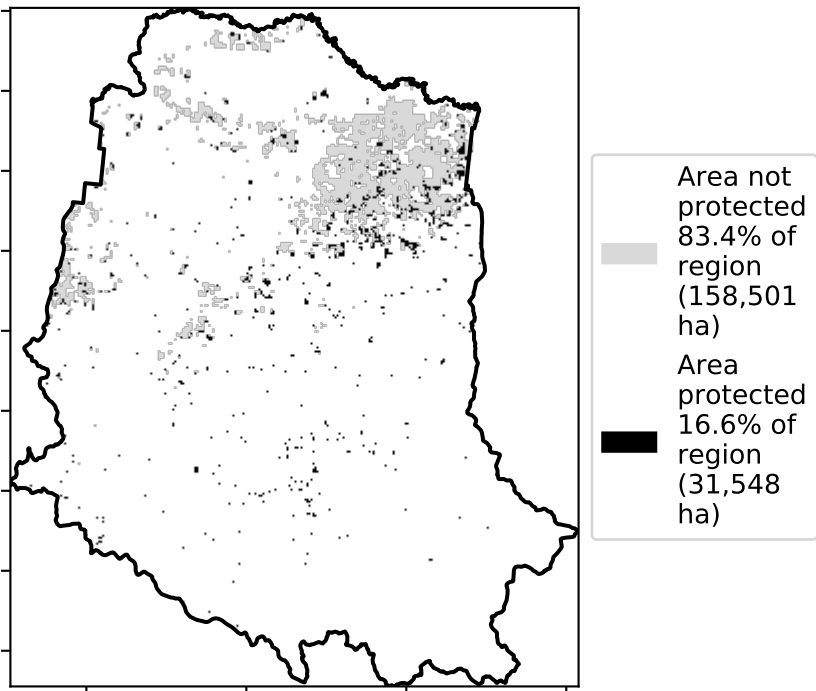 Area not
protected
83.4% of
region
(158,501
ha)
Area
protected
16.6% of
region
(31,548
ha)